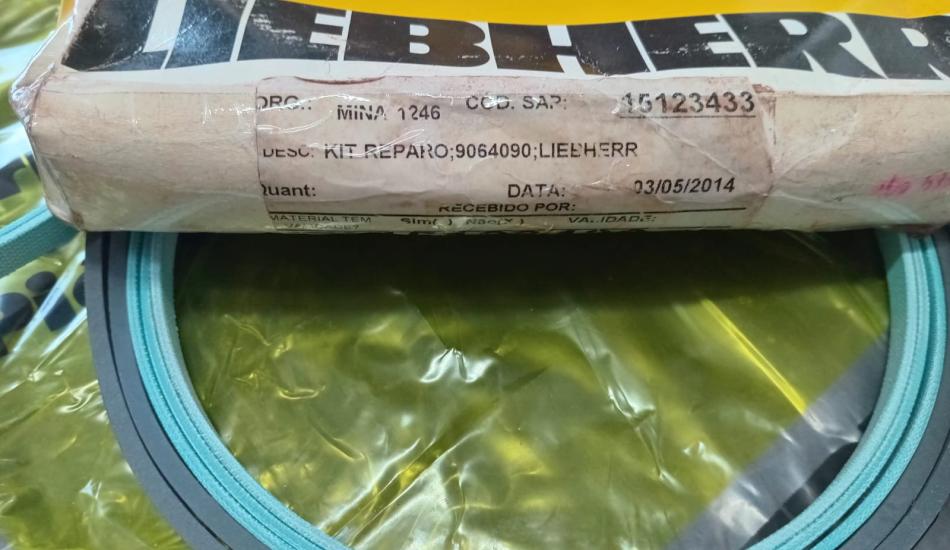 LIEBHERR
ORG.: MINA 1246 COD. SAP: 15123433
DESC. KIT REPARO;9064090;LIEBHERR
Quant: DATA: 03/05/2014
RECEBIDO POR:
MATERIAL TEM Sim( ) Não(X) VALIDADE: